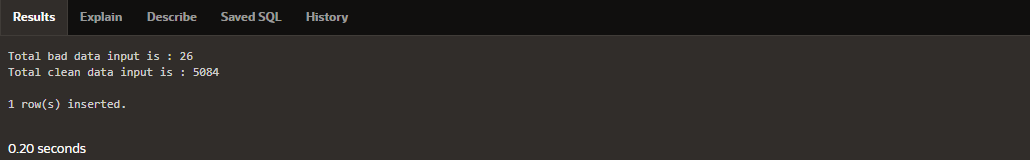 Results Explain Describe Saved SQL History
Total bad data input is : 26
Total clean data input is : 5084
1 row(s) inserted.
0.20 seconds